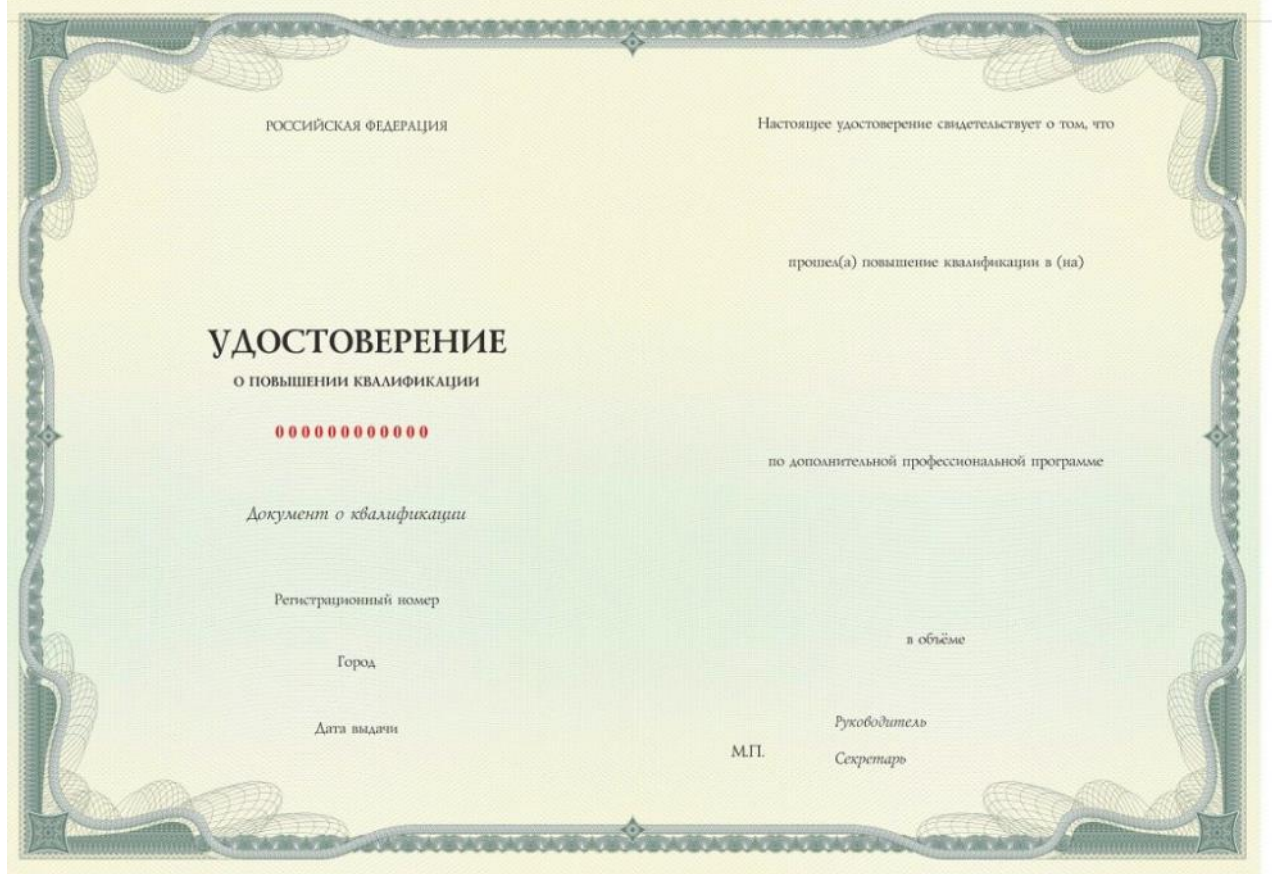 РОССИЙСКАЯ ФЕДЕРАЦИЯ
УДОСТОВЕРЕНИЕ
О ПОВЫШЕНИИ КВАЛИФИКАЦИИ
000000000000
Документ о квалификации
Регистрационный номер
Город
Дата выдачи
Настоящее удостоверение свидетельствует о том, что
прошел(а) повышение квалификации в (на)
по дополнительной профессиональной программе
в объёме
Руководитель
М.П.
Секретарь